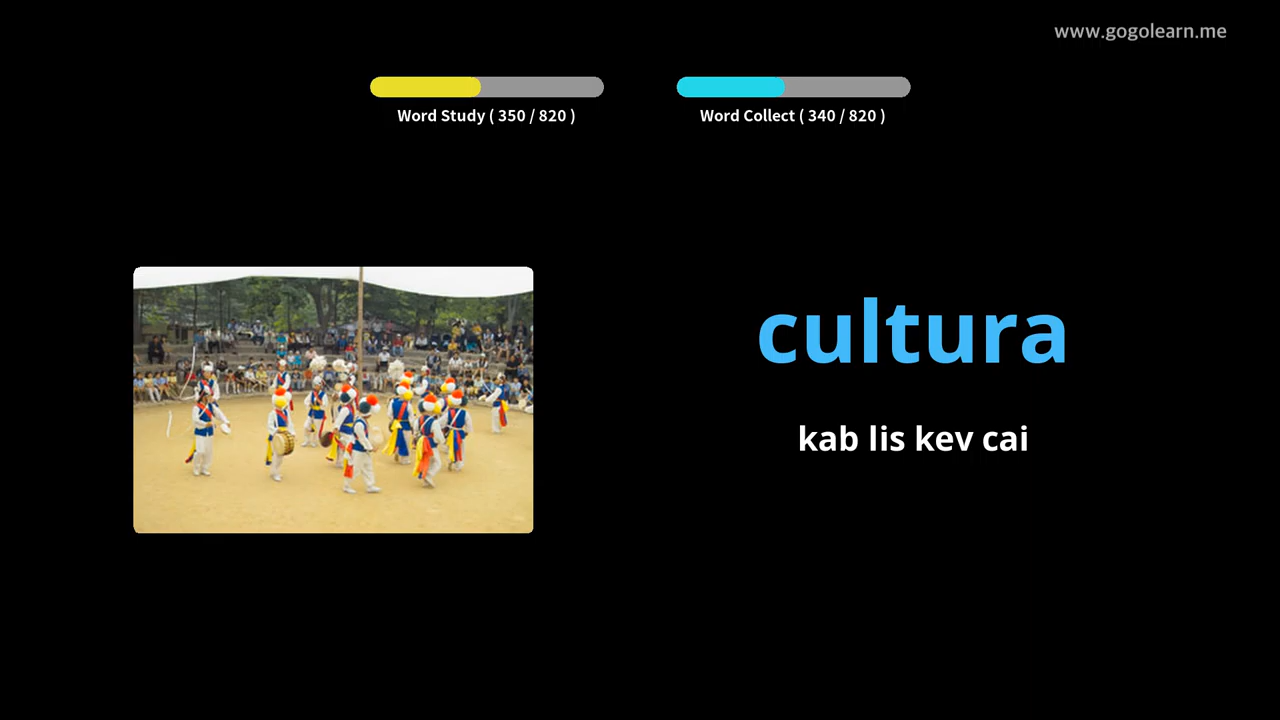 www.gogolearn.me
Word Study ( 350 / 820 )
Word Collect ( 340 / 820 )
cultura
kab lis kev cai